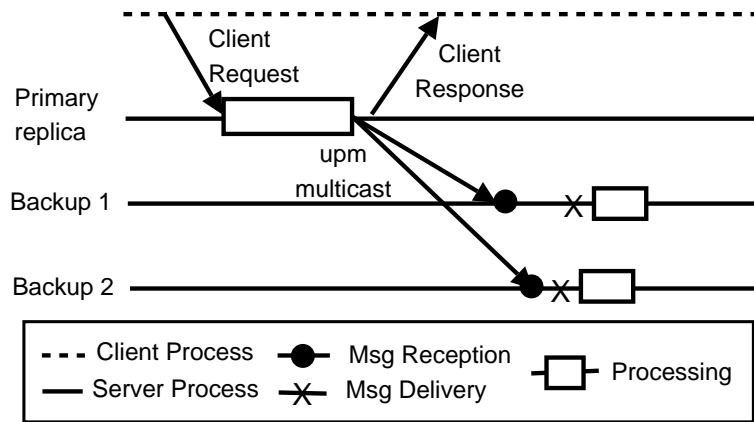 Client
Request
Client
Response
Primary
replica
upm
multicast
Backup 1
Backup 2
Client Process
Msg Reception
Processing
Server Process
Msg Delivery